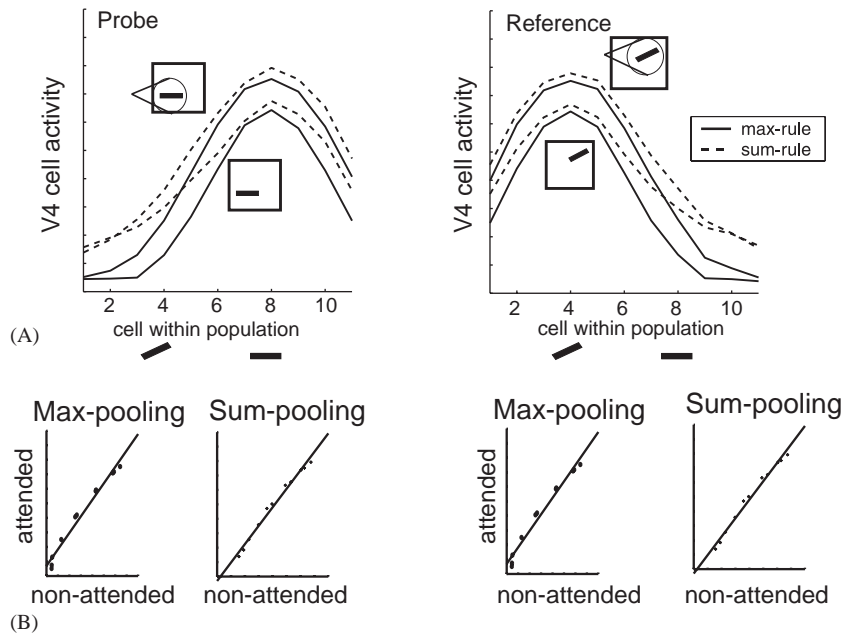 Probe
Reference
V4 cell activity
V4 cell activity
max-rule
sum-rule
2 4 6 8 10
2 4 6 8 10
cell within population
cell within population
(A)
Max-pooling Sum-pooling
Max-pooling Sum-pooling
attended
attended
non-attended non-attended
non-attended non-attended
(B)